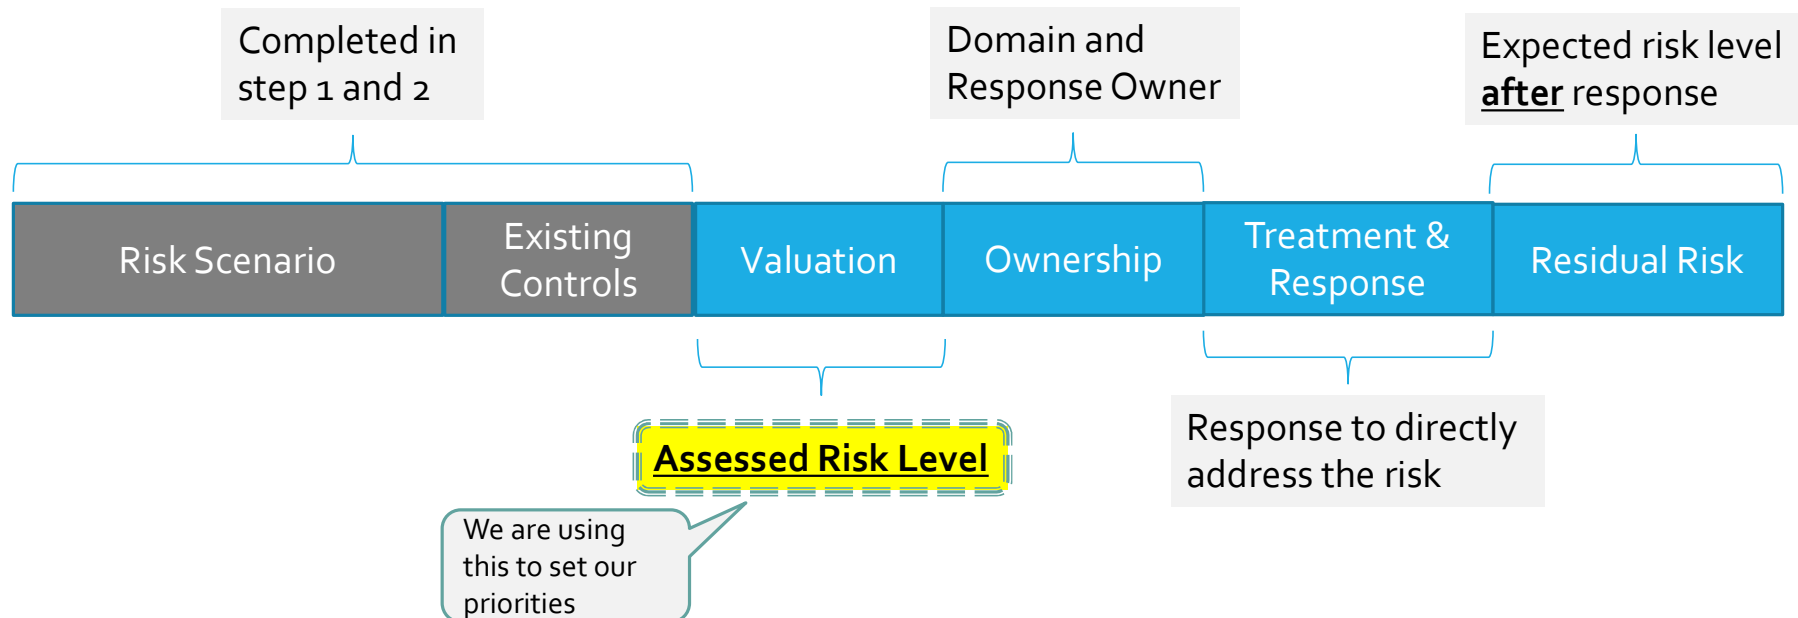 Completed in
step 1 and 2
Domain and
Response Owner
Expected risk level
after response
Risk Scenario
Existing
Controls
Valuation
Ownership
Treatment &
Response
Residual Risk
Assessed Risk Level
Response to directly
address the risk
We are using
this to set our
priorities